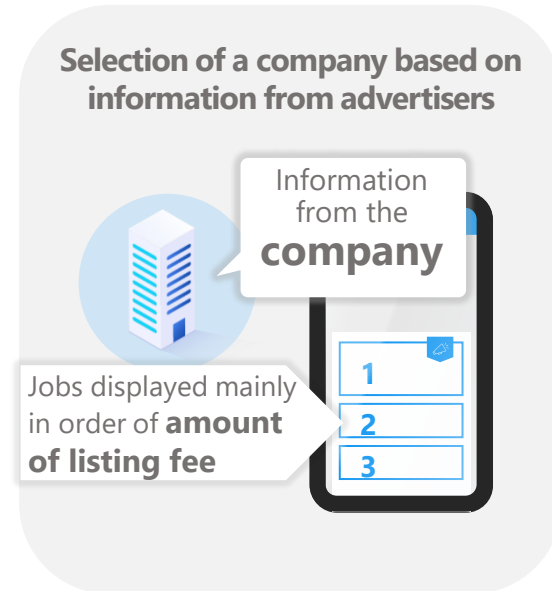 Selection of a company based on
information from advertisers
Information
from the
company
Jobs displayed mainly
in order of amount
of listing fee
1
2
3